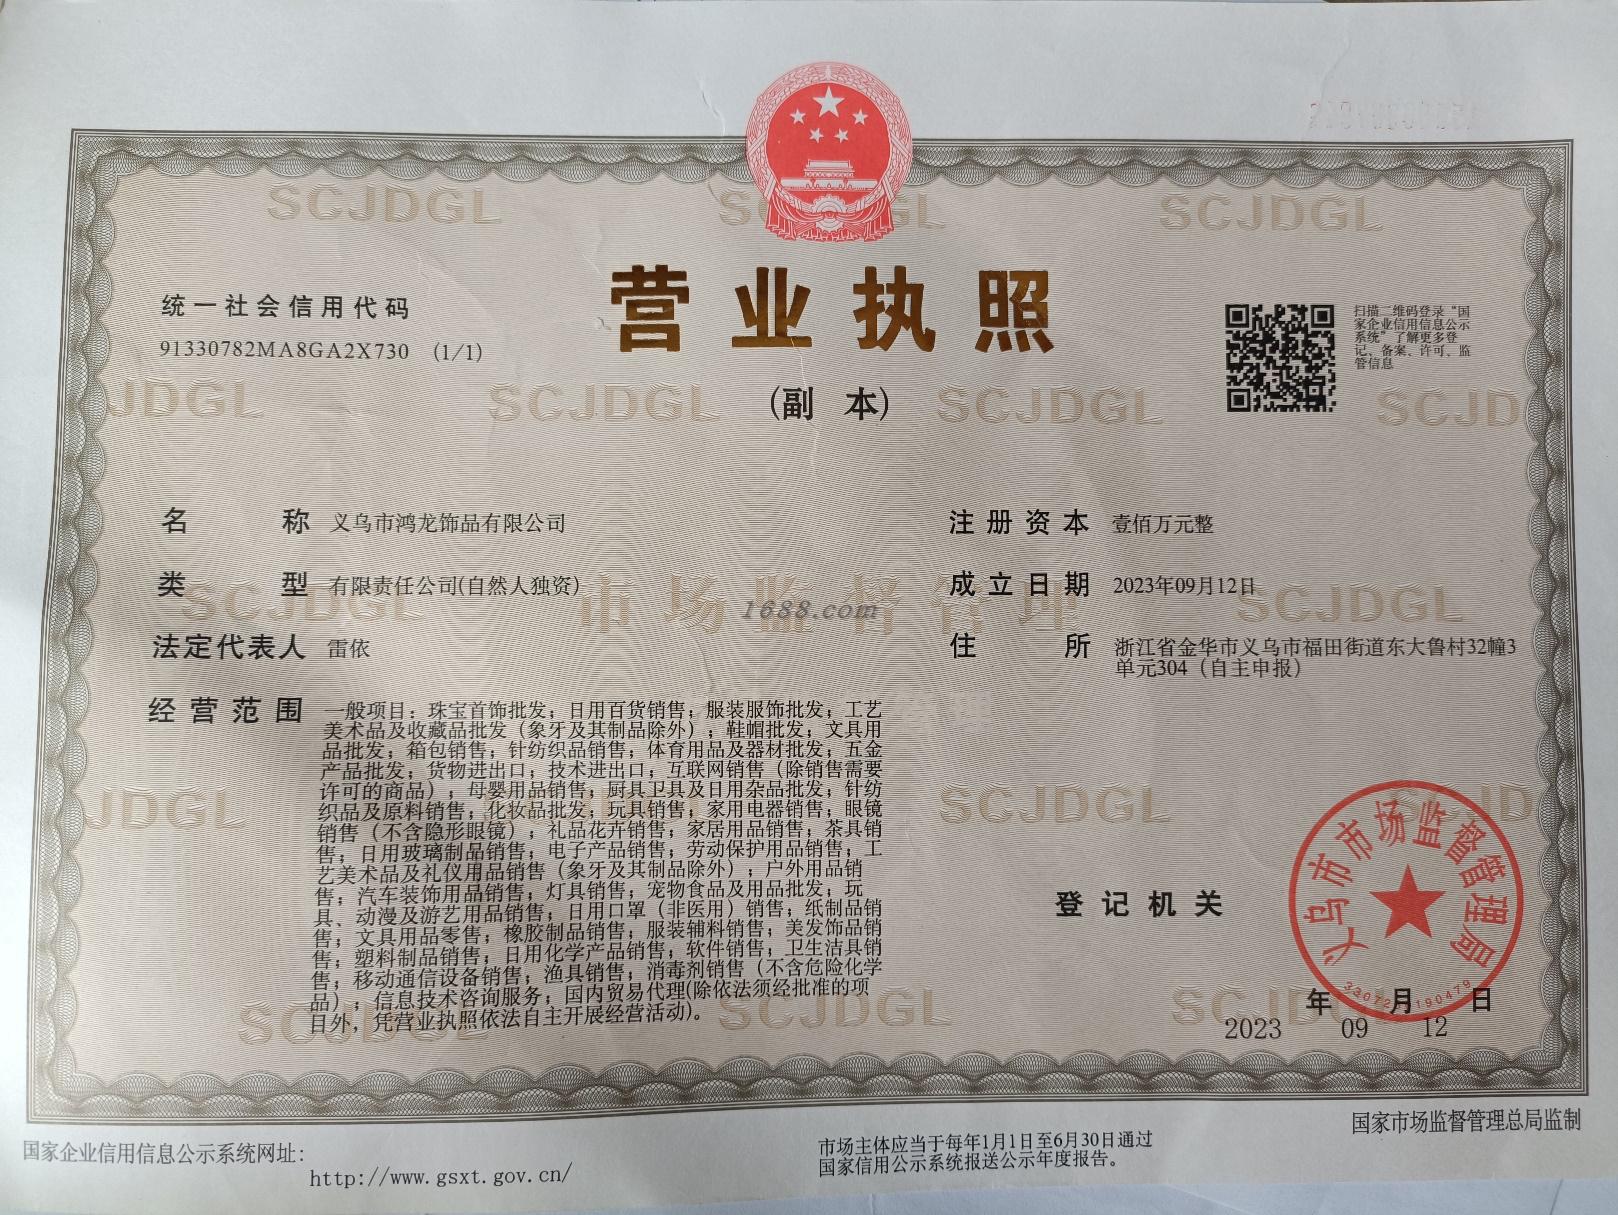 营业执照
(副 本)
统一社会信用代码
91330782MA8GA2X730 (1/1)
扫描二维码登录“国
家企业信用信息公示
系统”了解更多登
记、备案、许可、监
管信息
名 称 义乌市鸿龙饰品有限公司
类 型 有限责任公司(自然人独资)
法定代表人 雷依
经营范围 一般项目：珠宝首饰批发；日用百货销售；服装服饰批发；工艺
美术品及收藏品批发（象牙及其制品除外）；鞋帽批发；文具用
品批发；箱包销售；针纺织品销售；体育用品及器材批发；五金
产品批发；货物进出口；技术进出口；互联网销售（除销售需要
许可的商品）；母婴用品销售；厨具卫具及日用杂品批发；针纺
织品及原料销售；化妆品批发；玩具销售；家用电器销售；眼镜
销售（不含隐形眼镜）；礼品花卉销售；家居用品销售；茶具销
售；日用玻璃制品销售；电子产品销售；劳动保护用品销售；工
艺美术品及礼仪用品销售（象牙及其制品除外）；户外用品销
售；汽车装饰用品销售；灯具销售；宠物食品及用品批发；玩
具、动漫及游艺用品销售；日用口罩（非医用）销售；纸制品销
售；文具用品零售；橡胶制品销售；服装辅料销售；美发饰品销
售；塑料制品销售；日用化学产品销售；软件销售；卫生洁具销
售；移动通信设备销售；渔具销售；消毒剂销售（不含危险化学
品）；信息技术咨询服务；国内贸易代理(除依法须经批准的项
目外，凭营业执照依法自主开展经营活动)。
注册资本 壹佰万元整
成立日期 2023年09月12日
住 所 浙江省金华市义乌市福田街道东大鲁村32幢3
单元304（自主申报）
1688.com
市场监督管理
SCJDGL
登记机关
义乌市市场监督管理局
年 月 日
2023 09 12
国家企业信用信息公示系统网址：
http://www.gsxt.gov.cn/
市场主体应当于每年1月1日至6月30日通过
国家信用公示系统报送公示年度报告。
国家市场监督管理总局监制